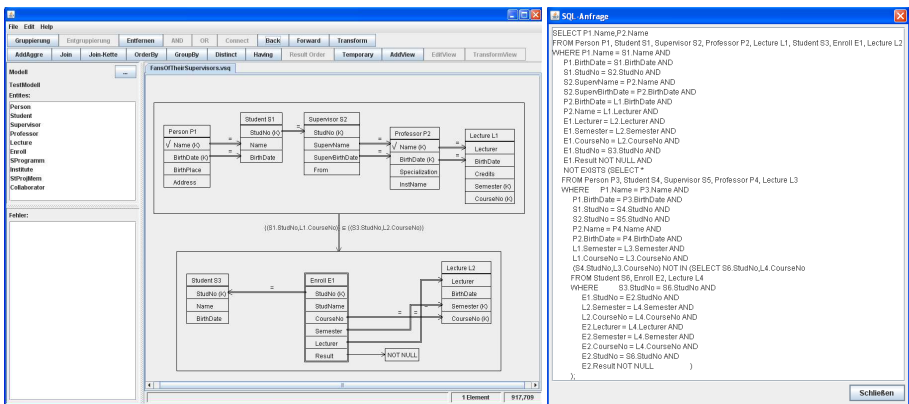 File Edit Help
Gruppierung Entgruppierung Entfernen AND OR Connect Back Forward Transform
AddAggre Join Join-Kette OrderBy GroupBy Distinct Having Result Order Temporary AddView EditView TransformView
Modell ...
TestModell
Entites:
Person
Student
Supervisor
Professor
Lecture
Enroll
SProgramm
Institute
StProjMem
Collaborator
Fehler:
FansOfTheirSupervisors.vsq
Person P1
√ Name (K)
BirthDate (K)
BirthPlace
Address
=
=
Student S1
StudNo (K)
Name
BirthDate
=
Supervisor S2
StudNo (K)
SupervName
SupervBirthDate
From
=
=
Professor P2
√ Name (K)
BirthDate (K)
Specialization
InstName
=
=
Lecture L1
Lecturer
BirthDate
Credits
Semester (K)
CourseNo (K)
{(S1.StudNo,L1.CourseNo)} ⊆ {(S3.StudNo,L2.CourseNo)}
Student S3
StudNo (K)
Name
BirthDate
=
Enroll E1
StudNo (K)
StudName
CourseNo
Semester
Lecturer
Result
NOT NULL
= = =
Lecture L2
Lecturer
BirthDate
Semester (K)
CourseNo (K)
1 Element 917,709
SQL-Anfrage
SELECT P1.Name,P2.Name
FROM Person P1, Student S1, Supervisor S2, Professor P2, Lecture L1, Student S3, Enroll E1, Lecture L2
WHERE P1.Name = S1.Name AND
P1.BirthDate = S1.BirthDate AND
S1.StudNo = S2.StudNo AND
S2.SupervName = P2.Name AND
S2.SupervBirthDate = P2.BirthDate AND
P2.BirthDate = L1.BirthDate AND
P2.Name = L1.Lecturer AND
E1.Lecturer = L2.Lecturer AND
E1.Semester = L2.Semester AND
E1.CourseNo = L2.CourseNo AND
E1.StudNo = S3.StudNo AND
E1.Result NOT NULL AND
NOT EXISTS (SELECT *
FROM Person P3, Student S4, Supervisor S5, Professor P4, Lecture L3
WHERE P1.Name = P3.Name AND
P1.BirthDate = P3.BirthDate AND
S1.StudNo = S4.StudNo AND
S2.StudNo = S5.StudNo AND
P2.Name = P4.Name AND
P2.BirthDate = P4.BirthDate AND
L1.Semester = L3.Semester AND
L1.CourseNo = L3.CourseNo AND
(S4.StudNo,L3.CourseNo) NOT IN (SELECT S6.StudNo,L4.CourseNo
FROM Student S6, Enroll E2, Lecture L4
WHERE S3.StudNo = S6.StudNo AND
E1.StudNo = E2.StudNo AND
L2.Semester = L4.Semester AND
L2.CourseNo = L4.CourseNo AND
E2.Lecturer = L4.Lecturer AND
E2.Semester = L4.Semester AND
E2.CourseNo = L4.CourseNo AND
E2.StudNo = S6.StudNo AND
E2.Result NOT NULL )
);
Schließen